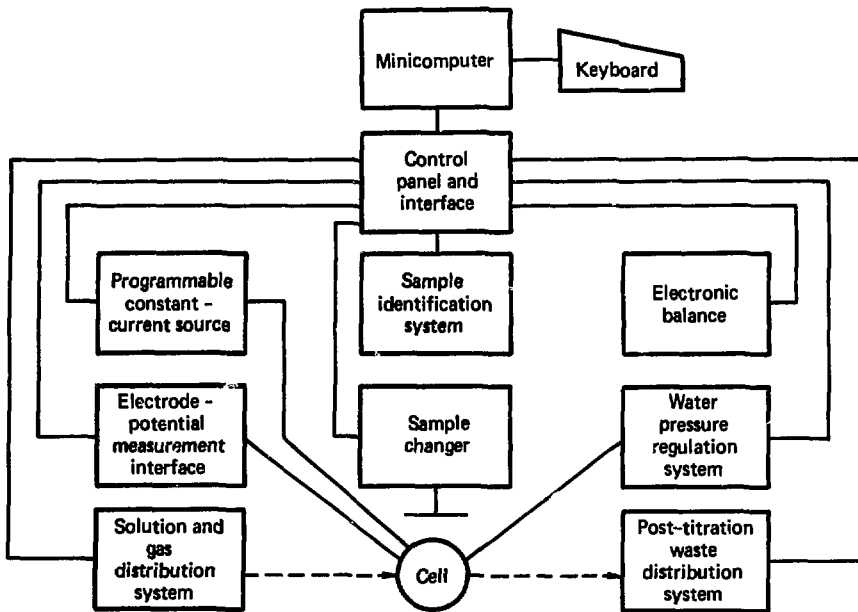 Minicomputer
Keyboard
Control
panel and
interface
Programmable
constant -
current source
Sample
identification
system
Electronic
balance
Electrode -
potential
measurement
interface
Sample
changer
Water
pressure
regulation
system
Solution and
gas
distribution
system
Cell
Post-titration
waste
distribution
system